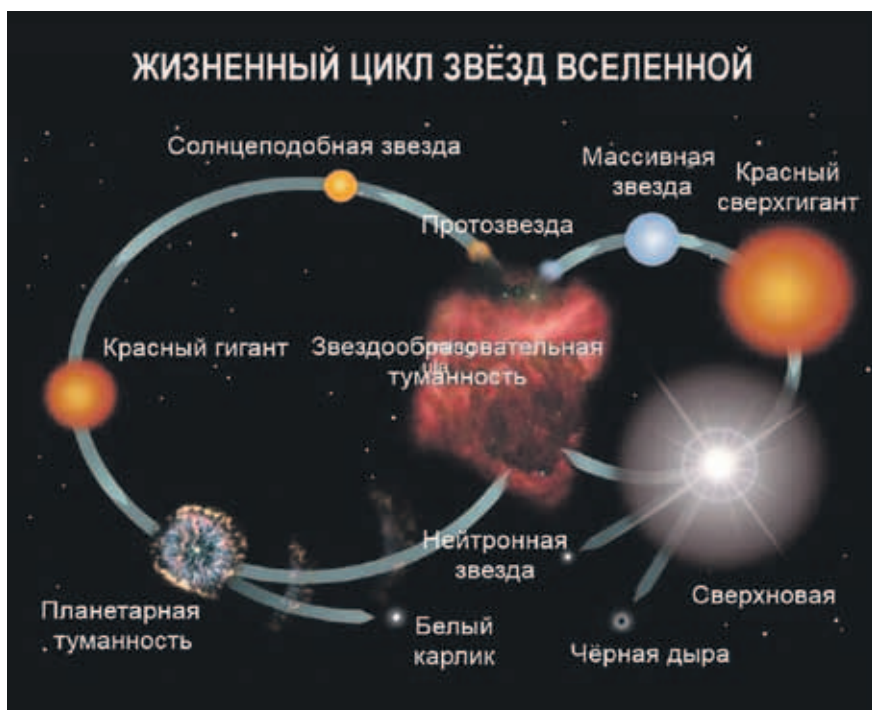 ЖИЗНЕННЫЙ ЦИКЛ ЗВЁЗД ВСЕЛЕННОЙ
Солнцеподобная звезда
Массивная
звезда
Красный
сверхгигант
Протозвезда
Красный гигант
Звездообразовательная
туманность
Нейтронная
звезда
Сверхновая
Планетарная
туманность
Белый
карлик
Чёрная дыра